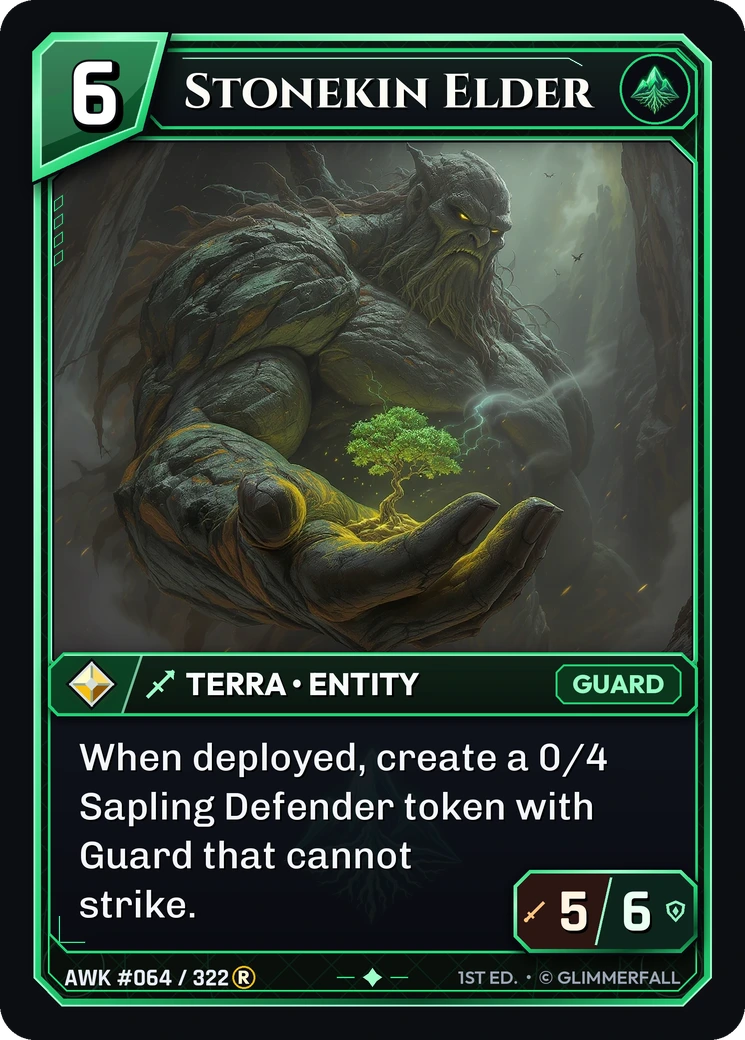 6
STONEKIN ELDER
TERRA • ENTITY
GUARD
When deployed, create a 0/4
Sapling Defender token with
Guard that cannot
strike.
5/6
AWK #064 / 322 R
1ST ED. • © GLIMMERFALL